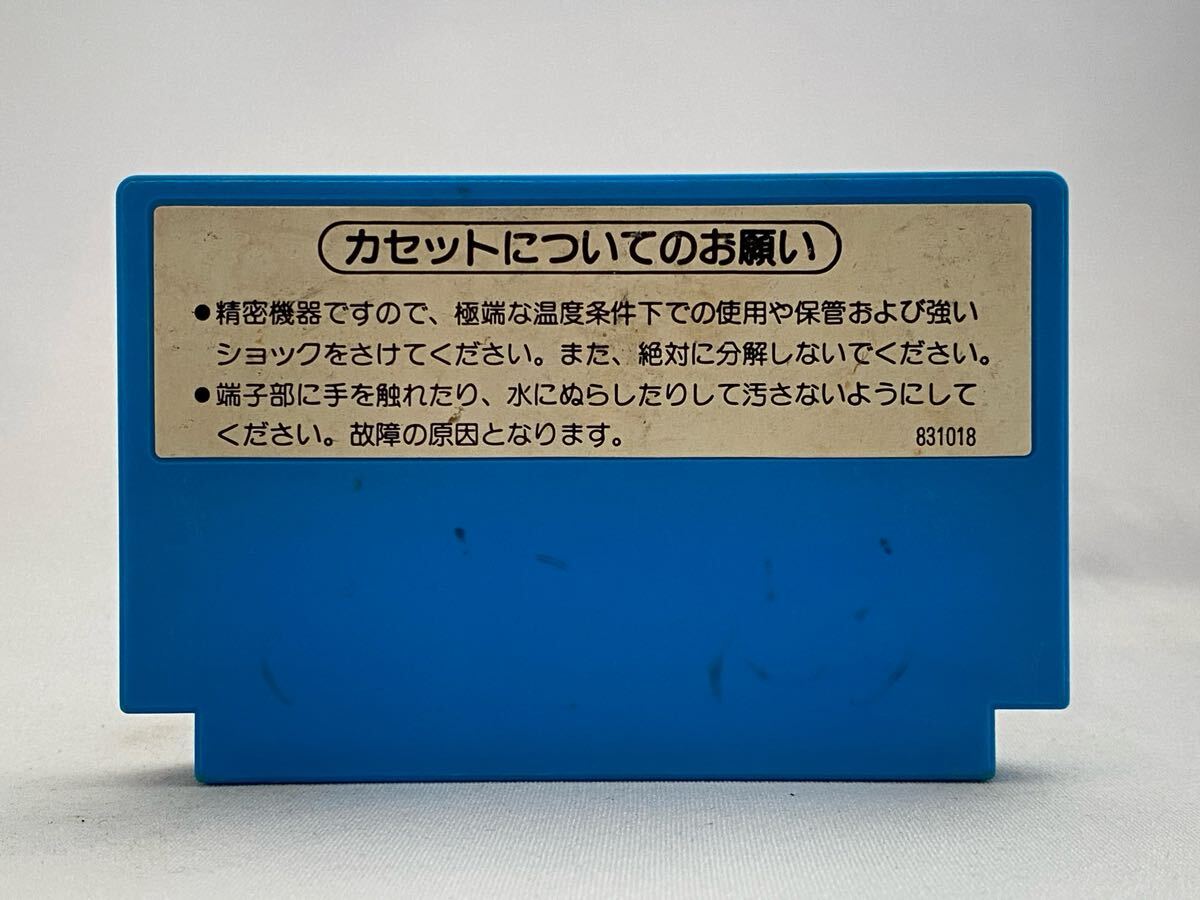 カセットについてのお願い
●精密機器ですので、極端な温度条件下での使用や保管および強い
ショックをさけてください。また、絶対に分解しないでください。
●端子部に手を触れたり、水にぬらしたりして汚さないようにして
ください。故障の原因となります。 831018